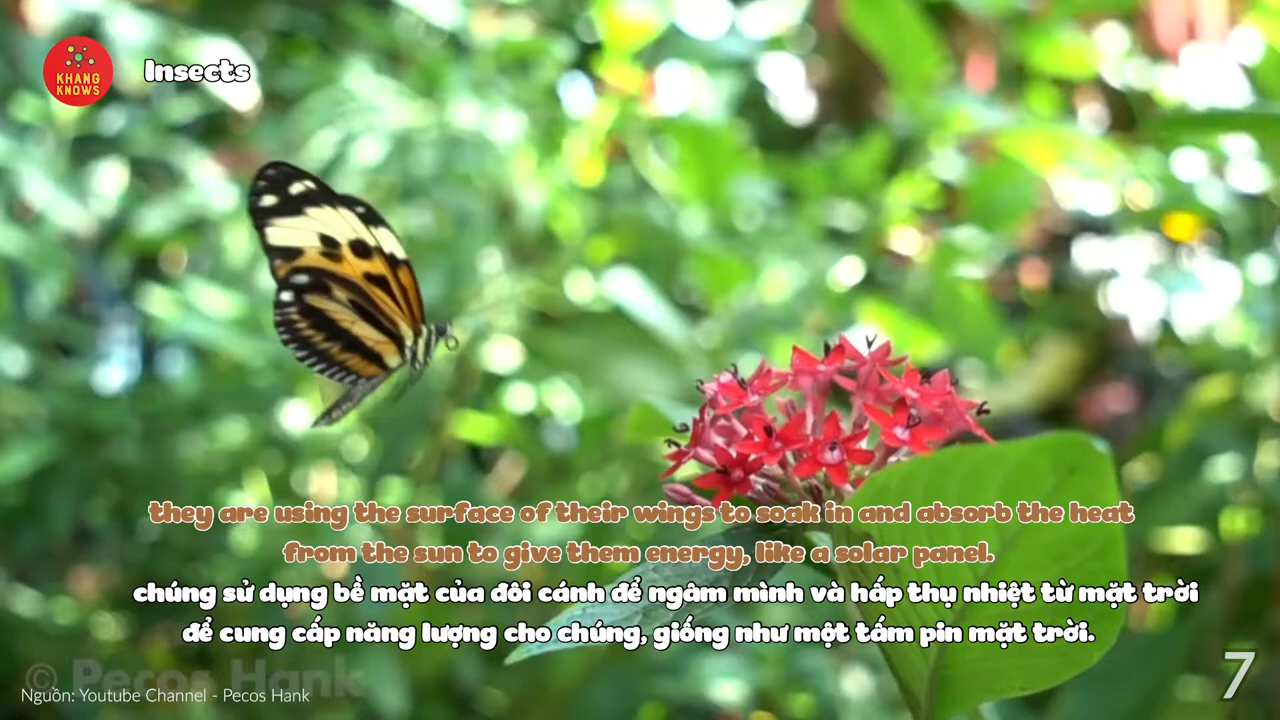 KHANG
KNOWS
Insects
they are using the surface of their wings to soak in and absorb the heat
from the sun to give them energy, like a solar panel.
chúng sử dụng bề mặt của đôi cánh để ngâm mình và hấp thụ nhiệt từ mặt trời
để cung cấp năng lượng cho chúng, giống như một tấm pin mặt trời.
© Pecos Hank
Nguồn: Youtube Channel - Pecos Hank
7